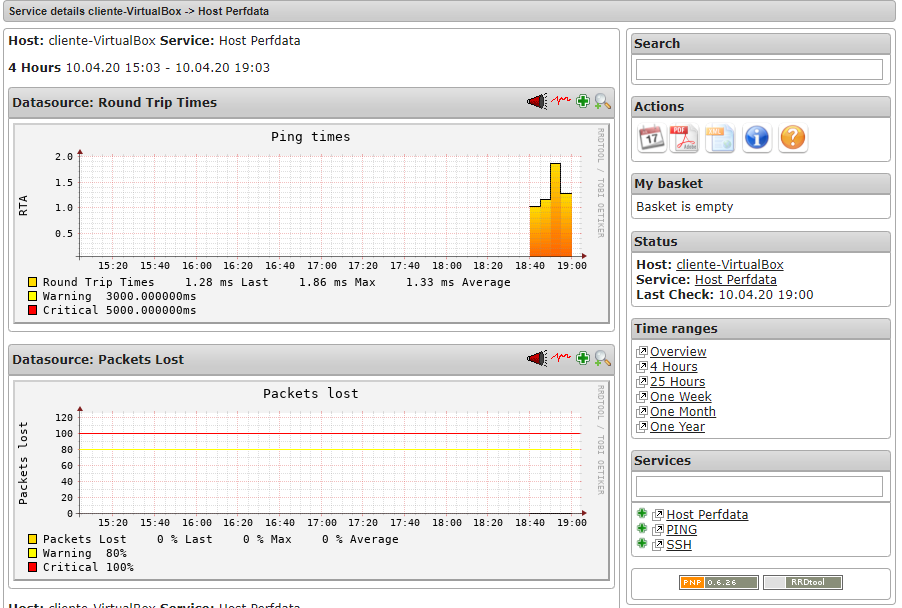 Service details cliente-VirtualBox -> Host Perfdata
Host: cliente-VirtualBox Service: Host Perfdata
4 Hours 10.04.20 15:03 - 10.04.20 19:03
Datasource: Round Trip Times
Ping times
RRDTOOL / TOBI OETIKER
RTA
2.0
1.5
1.0
0.5
15:20 15:40 16:00 16:20 16:40 17:00 17:20 17:40 18:00 18:20 18:40 19:00
Round Trip Times 1.28 ms Last 1.86 ms Max 1.33 ms Average
Warning 3000.000000ms
Critical 5000.000000ms
Datasource: Packets Lost
Packets lost
RRDTOOL / TOBI OETIKER
Packets lost
120
100
80
60
40
20
0
15:20 15:40 16:00 16:20 16:40 17:00 17:20 17:40 18:00 18:20 18:40 19:00
Packets Lost 0 % Last 0 % Max 0 % Average
Warning 80%
Critical 100%
Host: cliente-VirtualBox Service: Host Perfdata
Search
Actions
17
PDF
Adobe
XML
My basket
Basket is empty
Status
Host: cliente-VirtualBox
Service: Host Perfdata
Last Check: 10.04.20 19:00
Time ranges
Overview
4 Hours
25 Hours
One Week
One Month
One Year
Services
Host Perfdata
PING
SSH
PNP 0.6.26
RRDtool